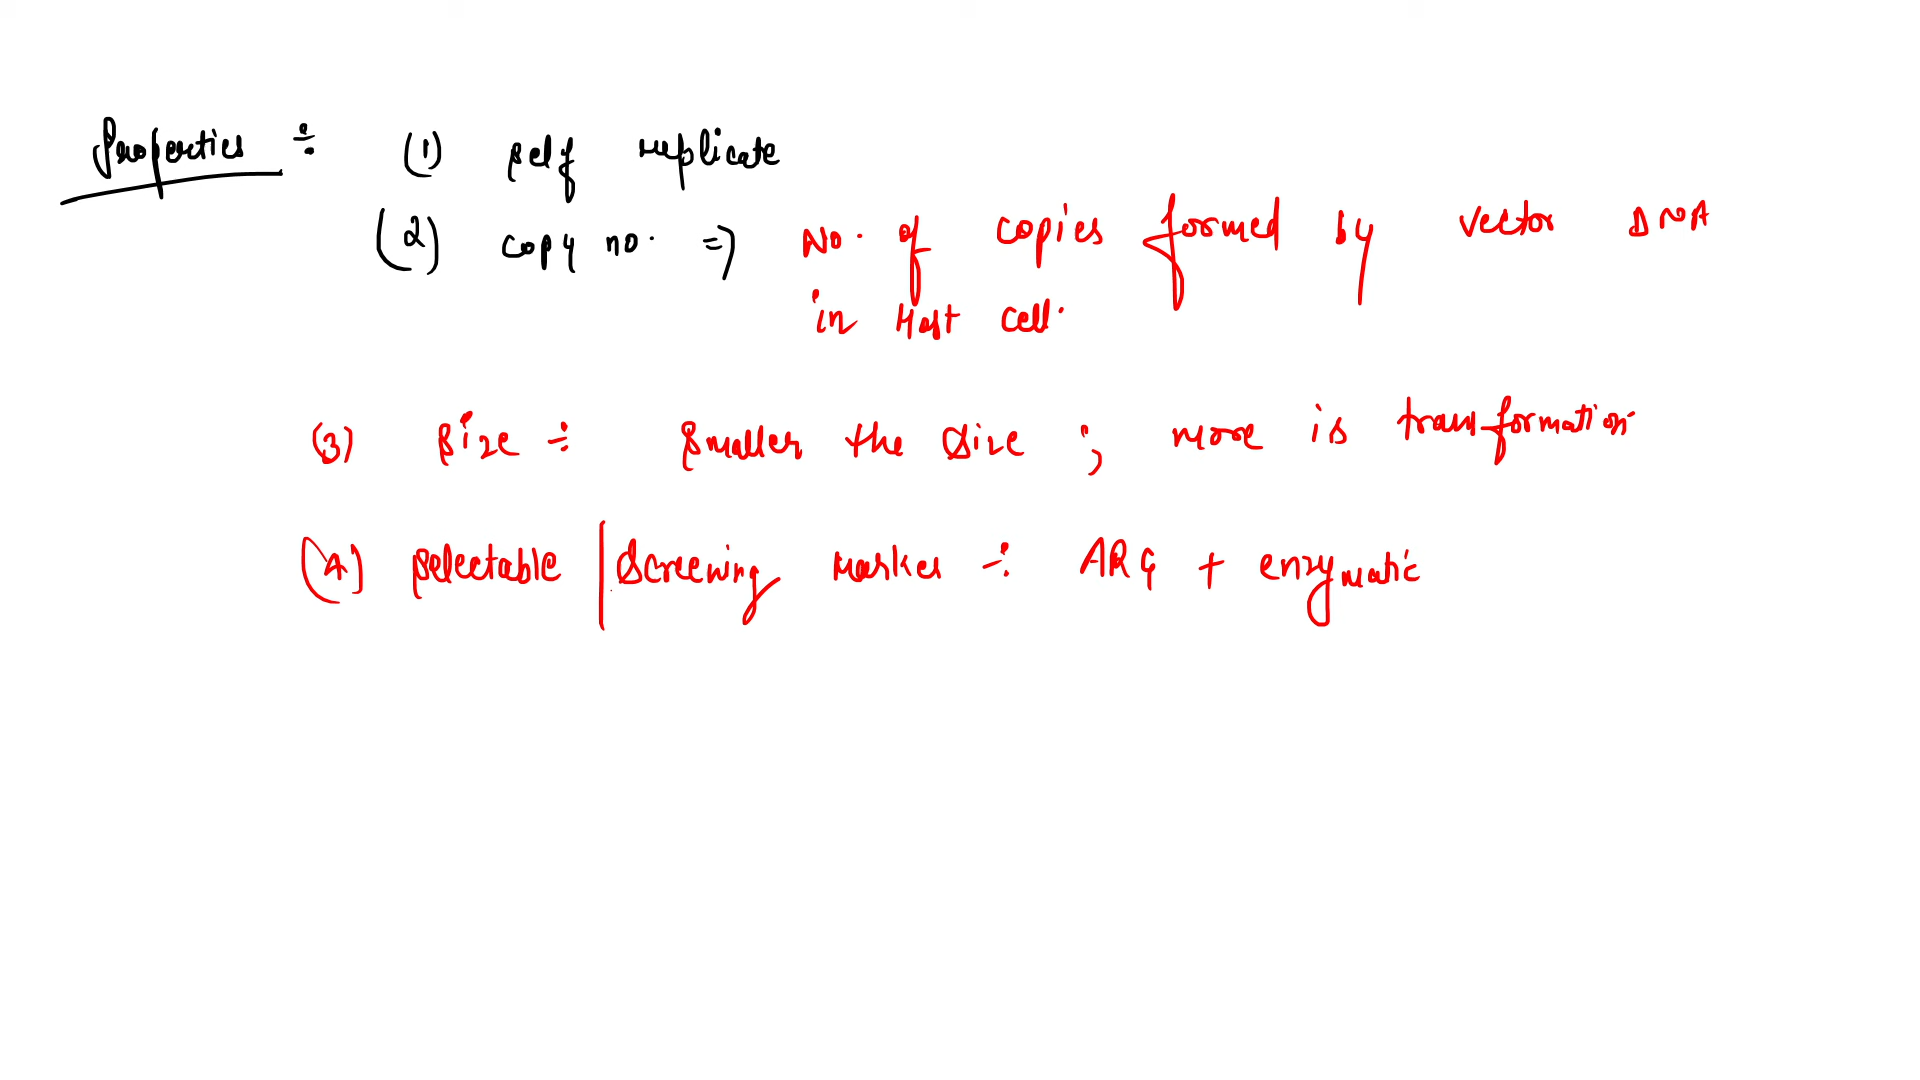 Properties ÷ (1) self replicate
(2) copy no. => No. of copies formed by vector DNA
in Host cell.
(3) size ÷ smaller the size ; more is transformation
(4) selectable | screening marker ÷ ARG + enzymatic